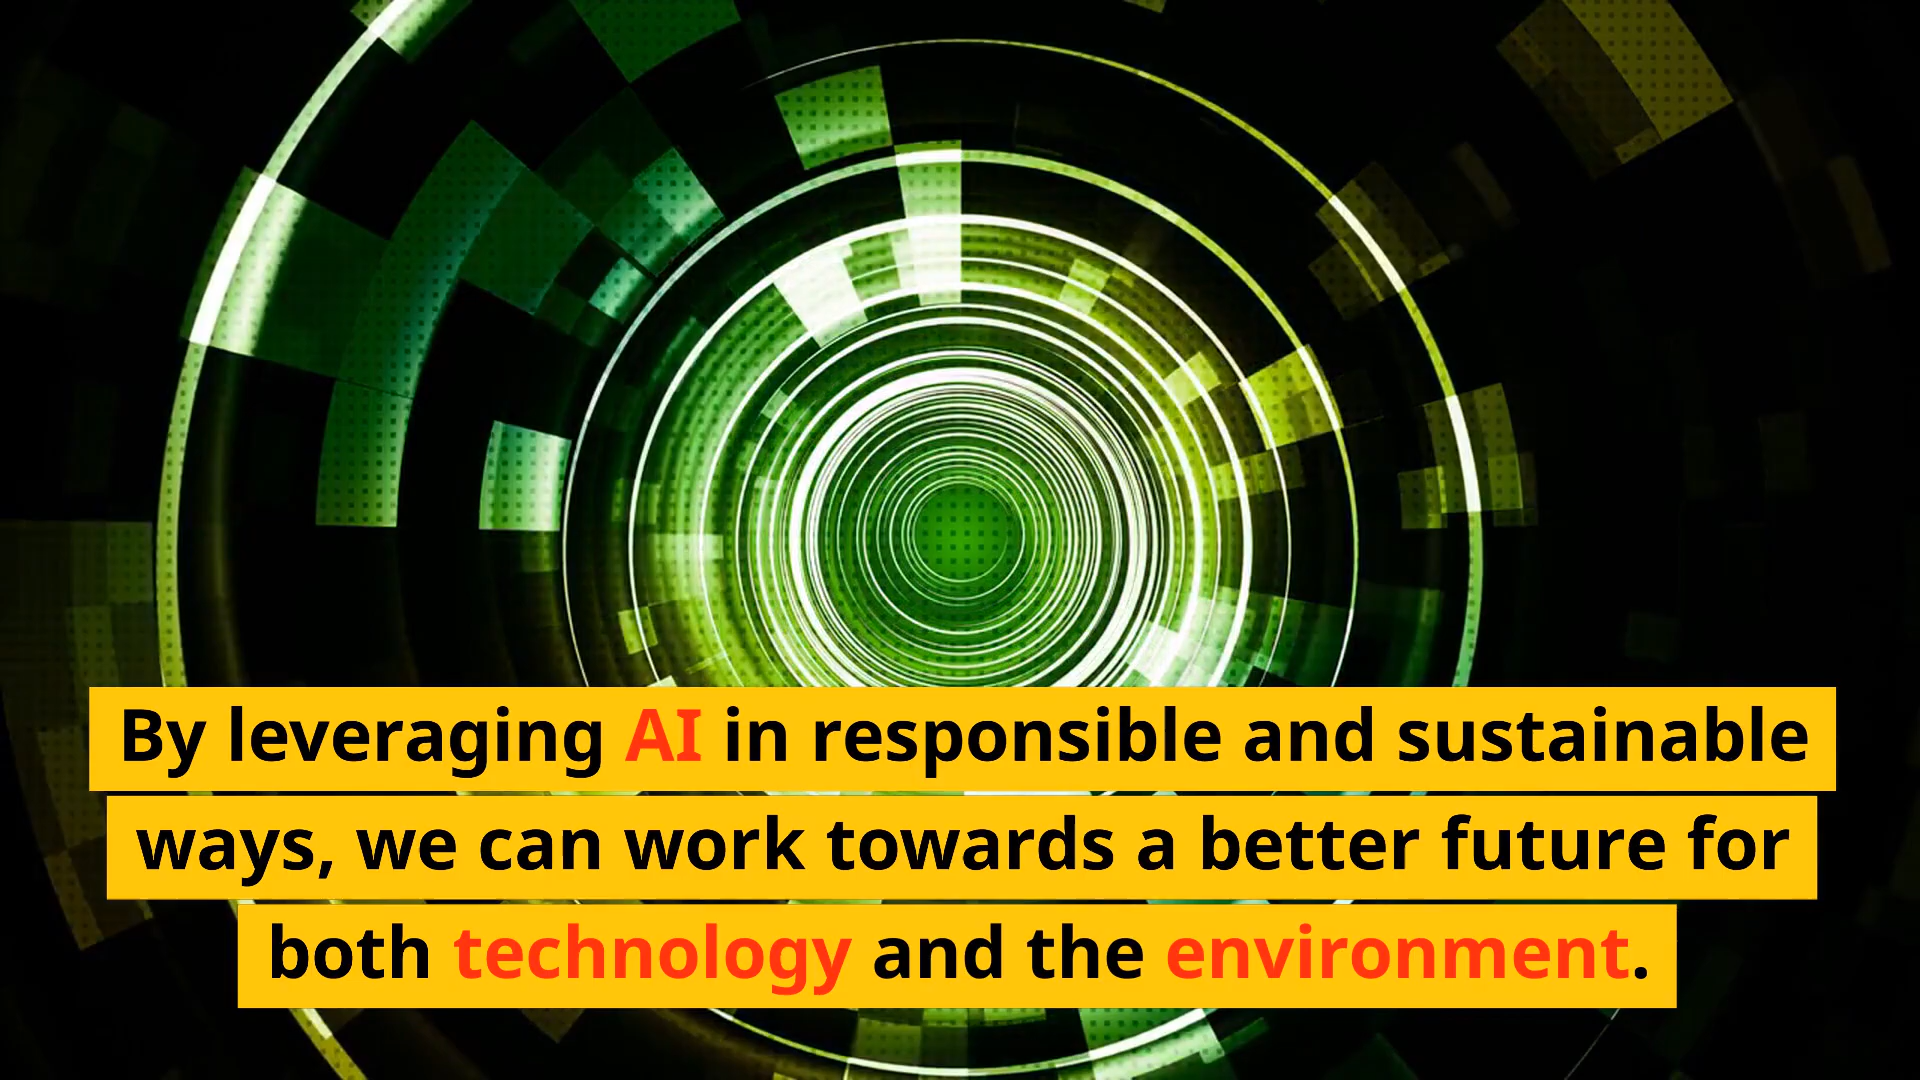 By leveraging AI in responsible and sustainable
ways, we can work towards a better future for
both technology and the environment.